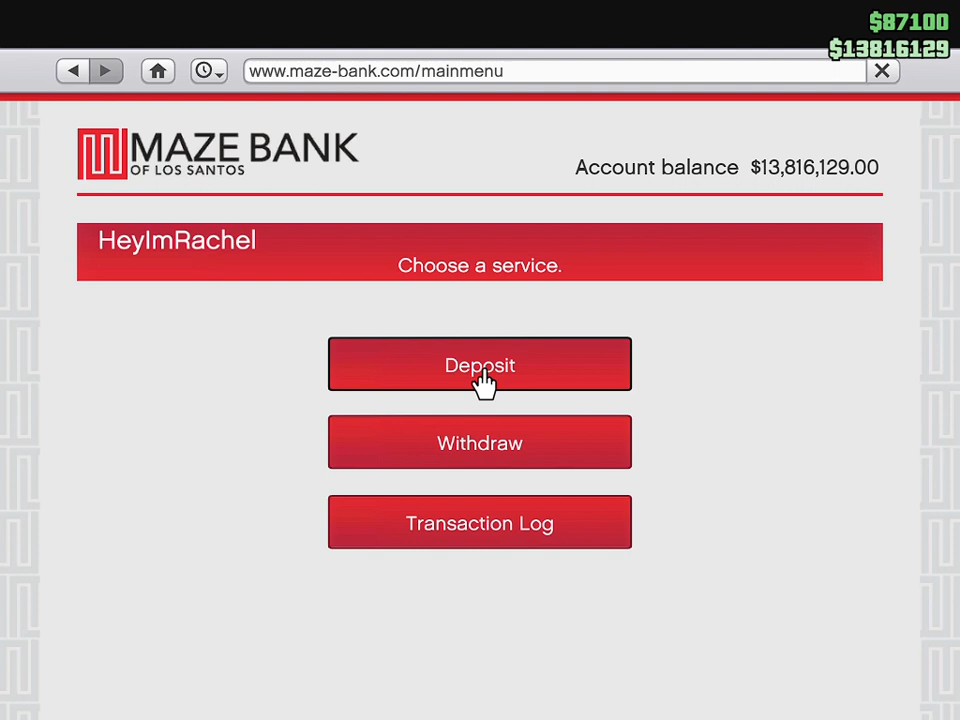 $87100
$13816129
www.maze-bank.com/mainmenu
MAZE BANK
OF LOS SANTOS
Account balance $13,816,129.00
HeyImRachel
Choose a service.
Deposit
Withdraw
Transaction Log